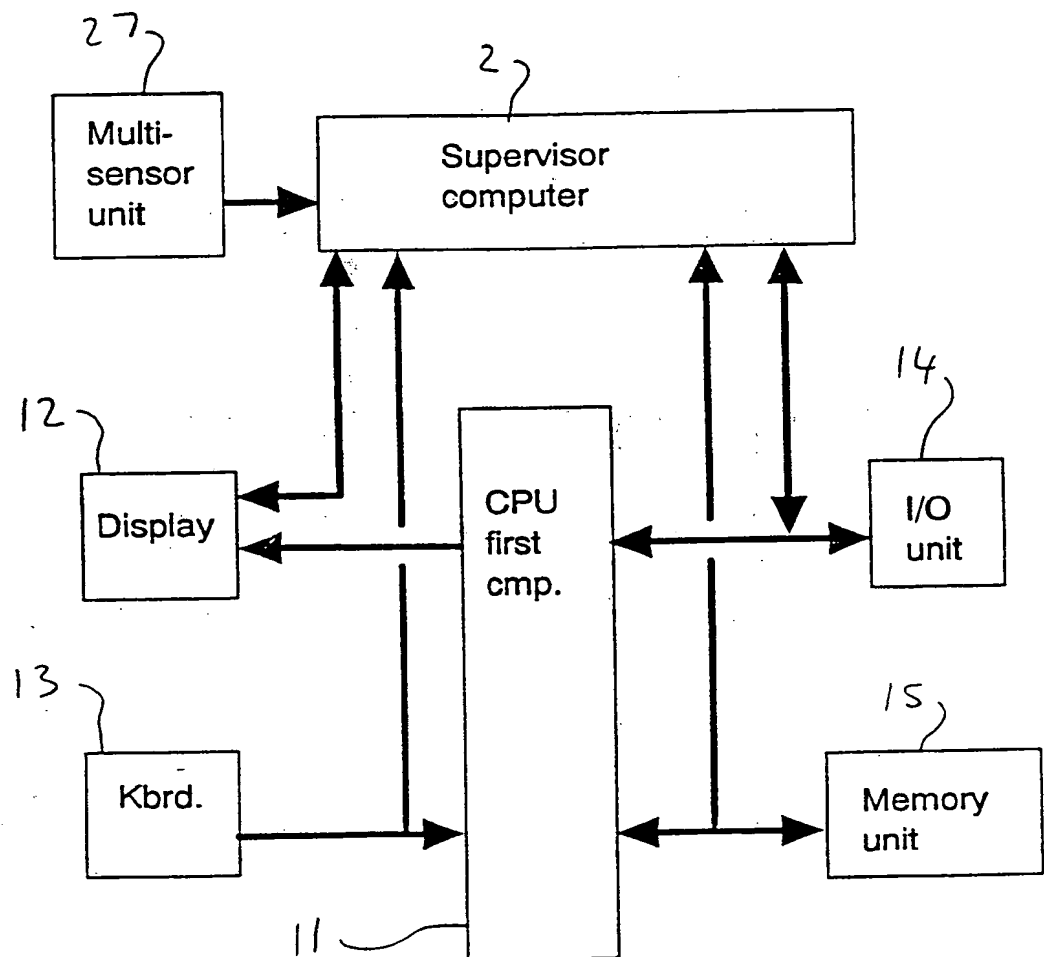 27
2
Multi-
sensor
unit
Supervisor
computer
12
14
Display
CPU
first
cmp.
I/O
unit
13
15
Kbrd.
Memory
unit
11